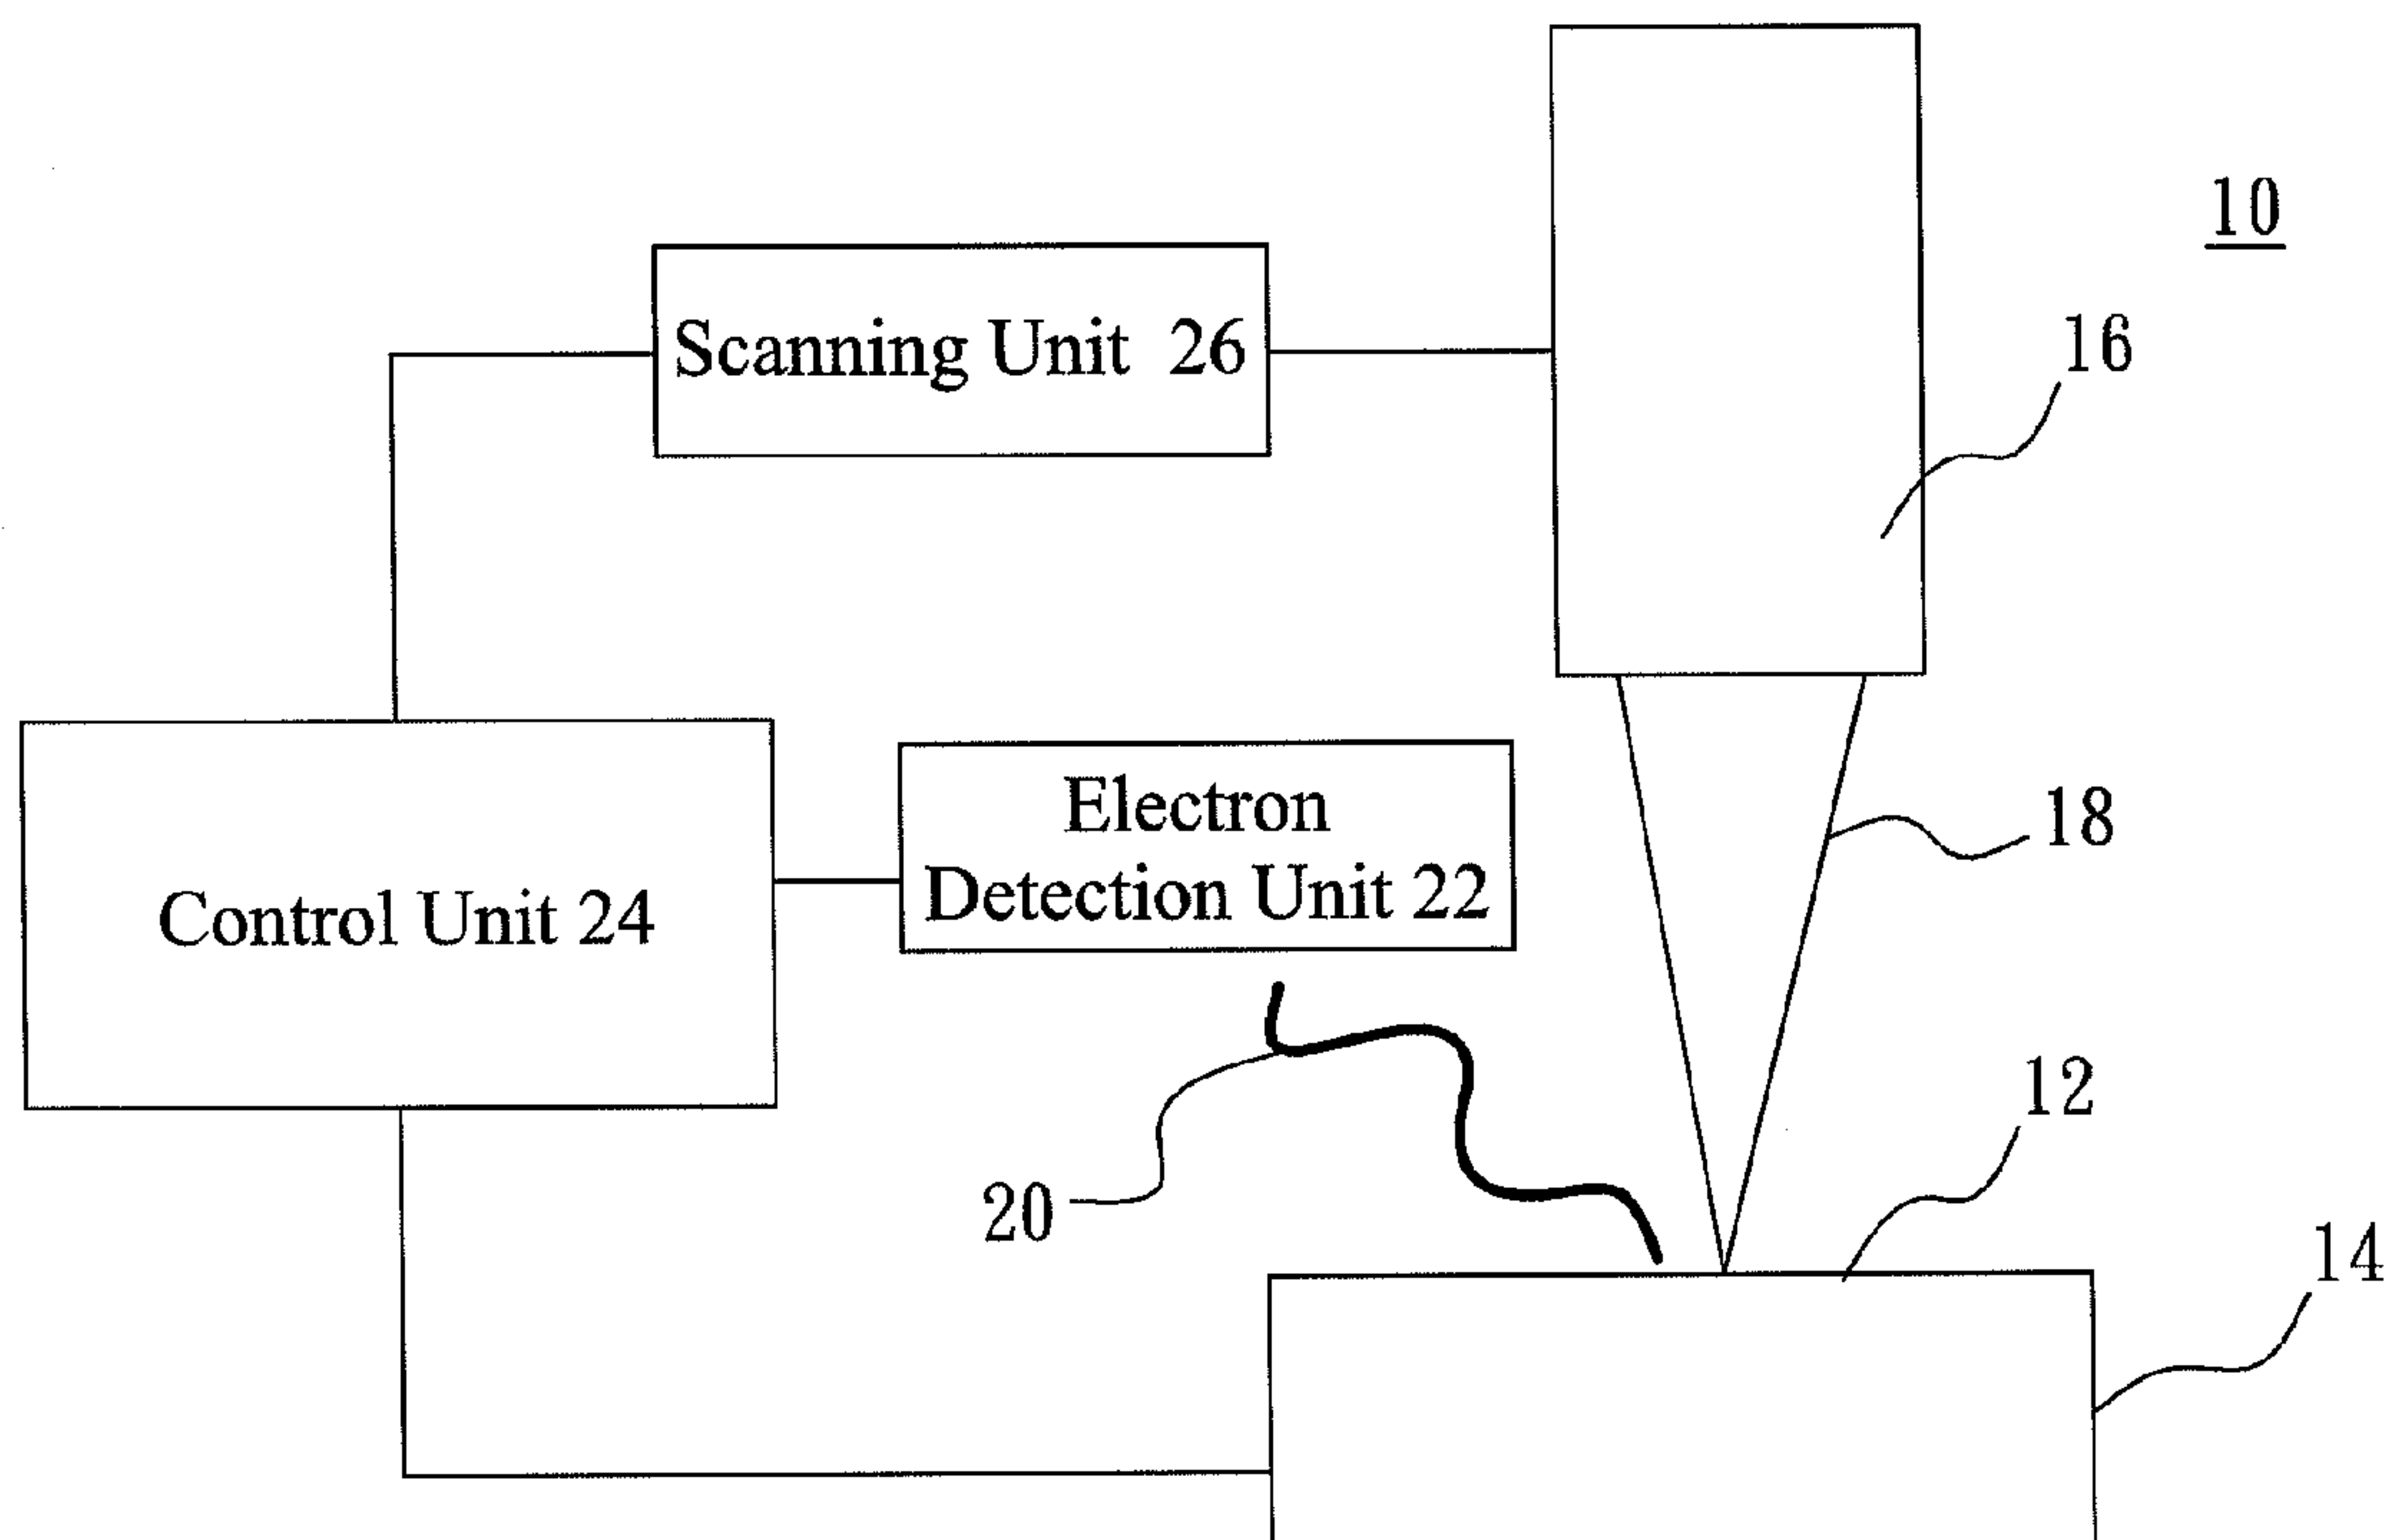 10
Scanning Unit 26
16
Electron
Detection Unit 22
18
Control Unit 24
12
20
14